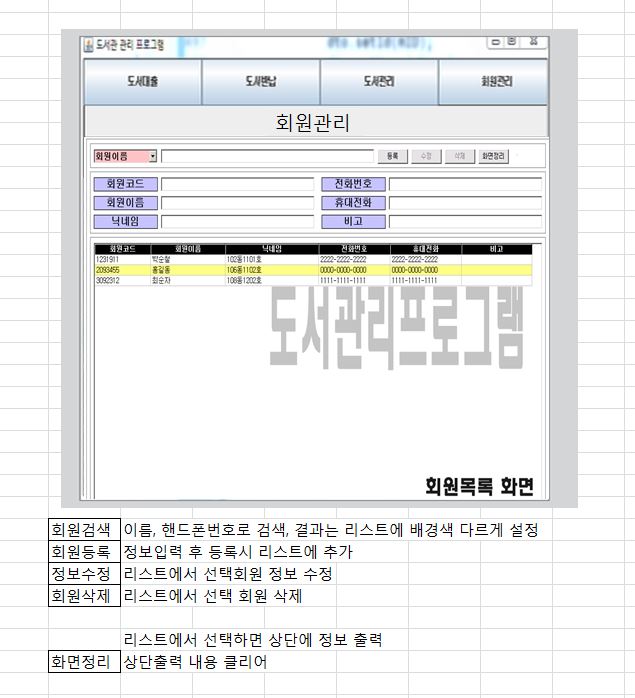 도서관 관리 프로그램
dto.setId(mID);
도서대출 도서반납 도서관리 회원관리
회원관리
회원이름 등록 수정 삭제 화면정리
회원코드 전화번호
회원이름 휴대전화
닉네임 비고
회원코드 회원이름 닉네임 전화번호 휴대전화 비고
1231911 박순철 102동1101호 2222-2222-2222 2222-2222-2222
2093455 홍길동 106동1102호 0000-0000-0000 0000-0000-0000
3092312 최순자 108동1202호 1111-1111-1111 1111-1111-1111
도서관리프로그램
회원목록 화면
회원검색 이름, 핸드폰번호로 검색, 결과는 리스트에 배경색 다르게 설정
회원등록 정보입력 후 등록시 리스트에 추가
정보수정 리스트에서 선택회원 정보 수정
회원삭제 리스트에서 선택 회원 삭제
리스트에서 선택하면 상단에 정보 출력
화면정리 상단출력 내용 클리어